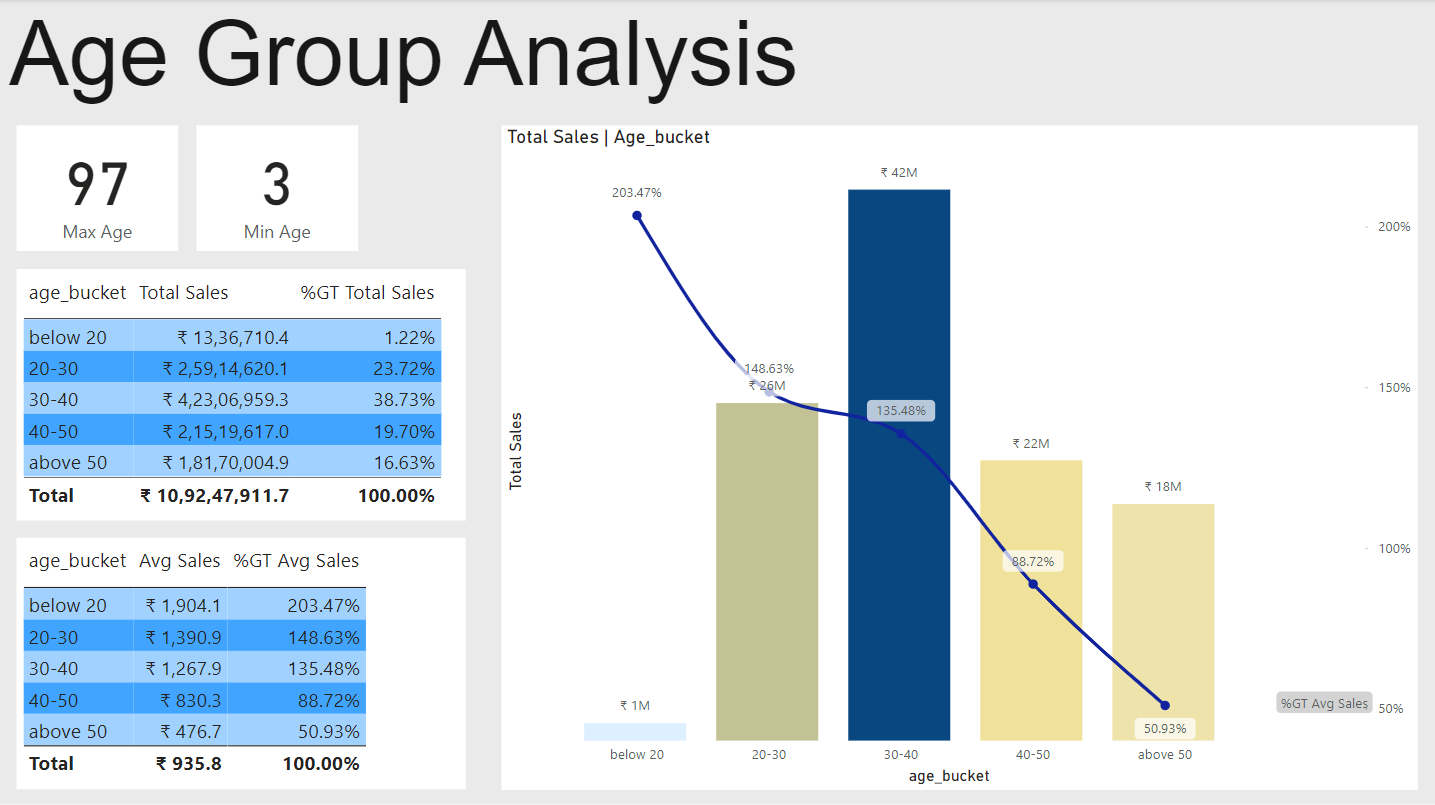 Age Group Analysis
97
Max Age
3
Min Age
age_bucket Total Sales %GT Total Sales
below 20 ₹ 13,36,710.4 1.22%
20-30 ₹ 2,59,14,620.1 23.72%
30-40 ₹ 4,23,06,959.3 38.73%
40-50 ₹ 2,15,19,617.0 19.70%
above 50 ₹ 1,81,70,004.9 16.63%
Total ₹ 10,92,47,911.7 100.00%
age_bucket Avg Sales %GT Avg Sales
below 20 ₹ 1,904.1 203.47%
20-30 ₹ 1,390.9 148.63%
30-40 ₹ 1,267.9 135.48%
40-50 ₹ 830.3 88.72%
above 50 ₹ 476.7 50.93%
Total ₹ 935.8 100.00%
Total Sales | Age_bucket
₹ 42M
203.47%
200%
148.63%
₹ 26M
150%
135.48%
Total Sales
₹ 22M
₹ 18M
100%
88.72%
₹ 1M
%GT Avg Sales 50%
50.93%
below 20 20-30 30-40 40-50 above 50
age_bucket